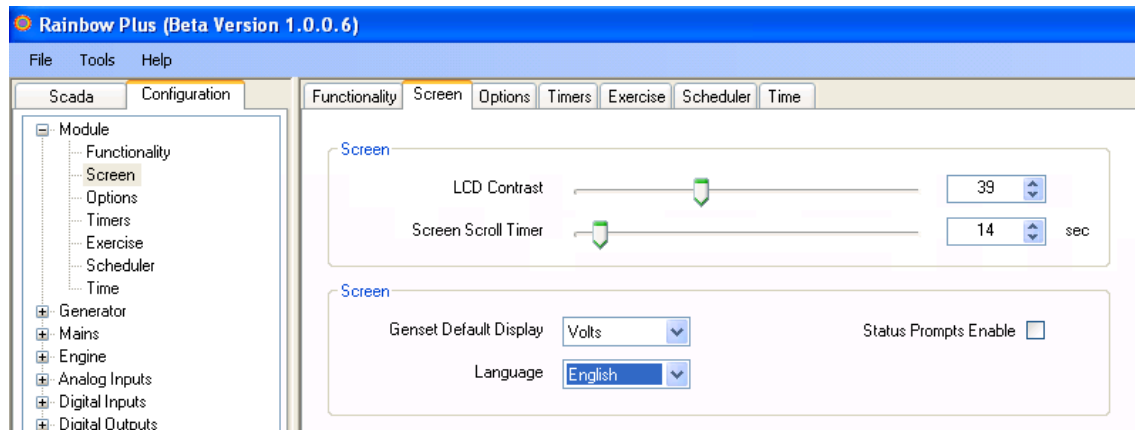 Rainbow Plus (Beta Version 1.0.0.6)
File Tools Help
Scada Configuration
Module
Functionality
Screen
Options
Timers
Exercise
Scheduler
Time
Generator
Mains
Engine
Analog Inputs
Digital Inputs
Digital Outputs
Functionality Screen Options Timers Exercise Scheduler Time
Screen
LCD Contrast 39
Screen Scroll Timer 14 sec
Screen
Genset Default Display Volts Status Prompts Enable
Language English